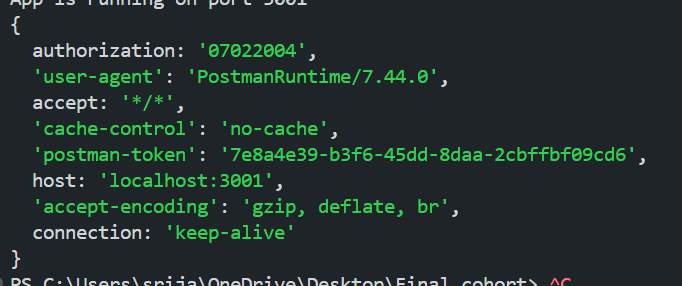 App is running on port 3001
{
  authorization: '07022004',
  'user-agent': 'PostmanRuntime/7.44.0',
  accept: '*/*',
  'cache-control': 'no-cache',
  'postman-token': '7e8a4e39-b3f6-45dd-8daa-2cbffbf09cd6',
  host: 'localhost:3001',
  'accept-encoding': 'gzip, deflate, br',
  connection: 'keep-alive'
}
PS C:\Users\srija\OneDrive\Desktop\Final cohort> ^C